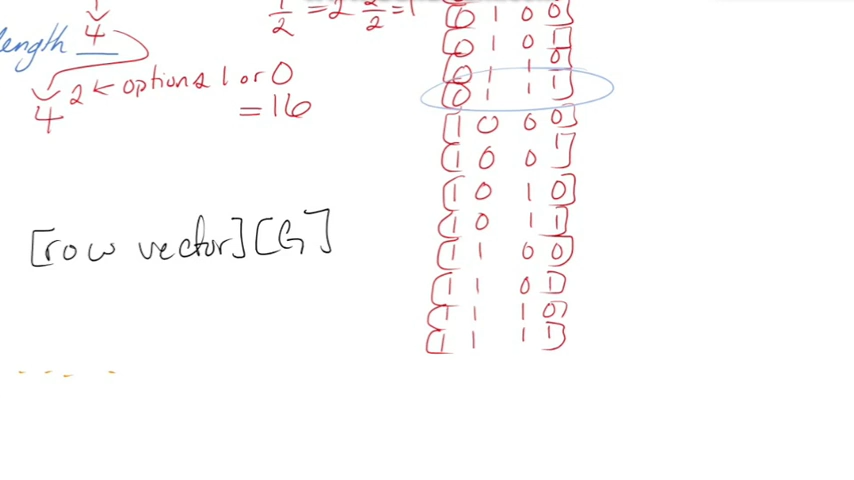 1/2 = 2 2/2 = 1
length 4
4 2 ← options 1 or 0
= 16
[row vector][G]
[0 1 0 0]
[0 1 0 1]
[0 1 1 0]
[0 1 1 1]
[1 0 0 0]
[1 0 0 1]
[1 0 1 0]
[1 0 1 1]
[1 1 0 0]
[1 1 0 1]
[1 1 1 0]
[1 1 1 1]